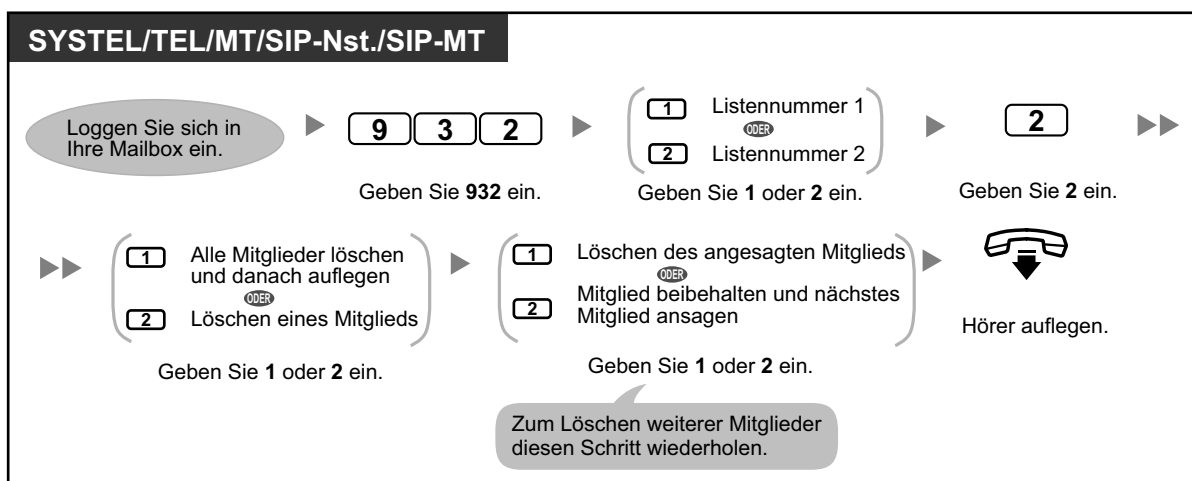 SYSTEL/TEL/MT/SIP-Nst./SIP-MT
Loggen Sie sich in
Ihre Mailbox ein.
9 3 2
Geben Sie 932 ein.
1 Listennummer 1
ODER
2 Listennummer 2
Geben Sie 1 oder 2 ein.
2
Geben Sie 2 ein.
1 Alle Mitglieder löschen
und danach auflegen
ODER
2 Löschen eines Mitglieds
Geben Sie 1 oder 2 ein.
1 Löschen des angesagten Mitglieds
ODER
2 Mitglied beibehalten und nächstes
Mitglied ansagen
Geben Sie 1 oder 2 ein.
Zum Löschen weiterer Mitglieder
diesen Schritt wiederholen.
Hörer auflegen.